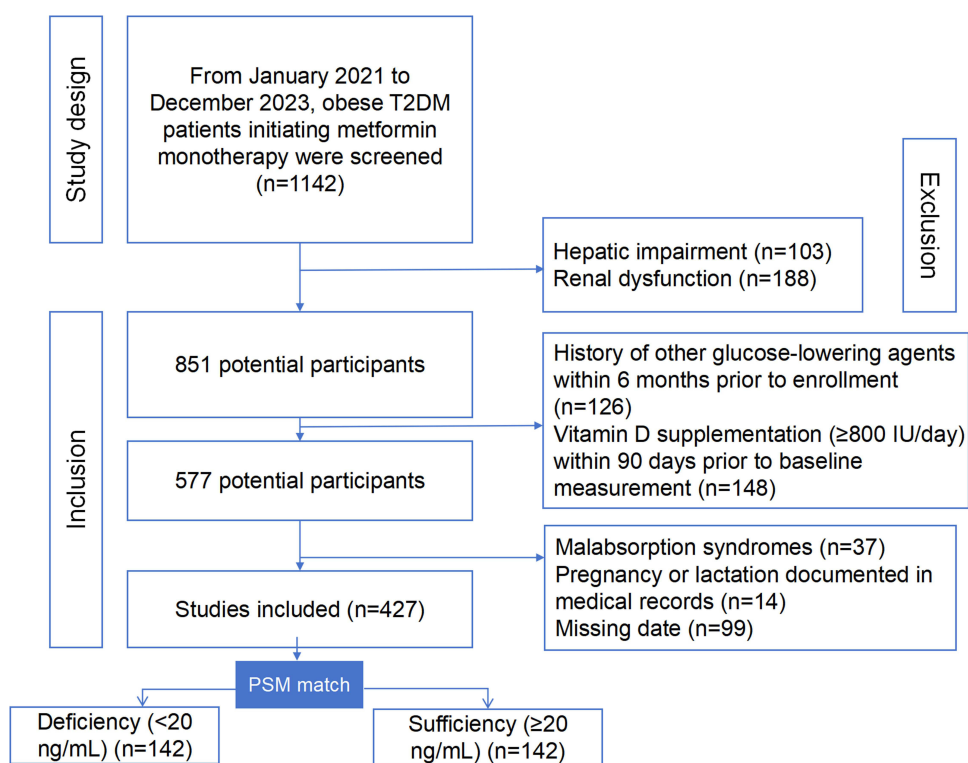 Study design
From January 2021 to
December 2023, obese T2DM
patients initiating metformin
monotherapy were screened
(n=1142)
Exclusion
Hepatic impairment (n=103)
Renal dysfunction (n=188)
Inclusion
851 potential participants
History of other glucose-lowering agents
within 6 months prior to enrollment
(n=126)
Vitamin D supplementation (≥800 IU/day)
within 90 days prior to baseline
measurement (n=148)
577 potential participants
Malabsorption syndromes (n=37)
Pregnancy or lactation documented in
medical records (n=14)
Missing date (n=99)
Studies included (n=427)
PSM match
Deficiency (<20
ng/mL) (n=142)
Sufficiency (≥20
ng/mL) (n=142)